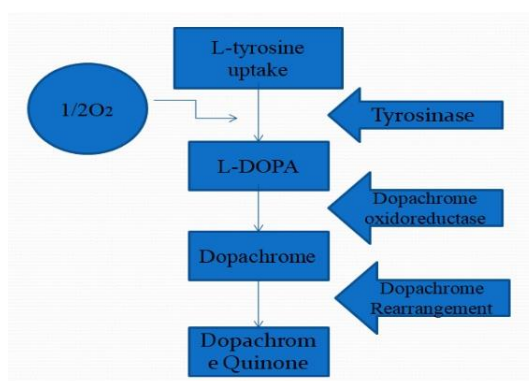 L-tyrosine
uptake
1/2O2
Tyrosinase
L-DOPA
Dopachrome
oxidoreductase
Dopachrome
Dopachrome
Rearrangement
Dopachrom
e Quinone